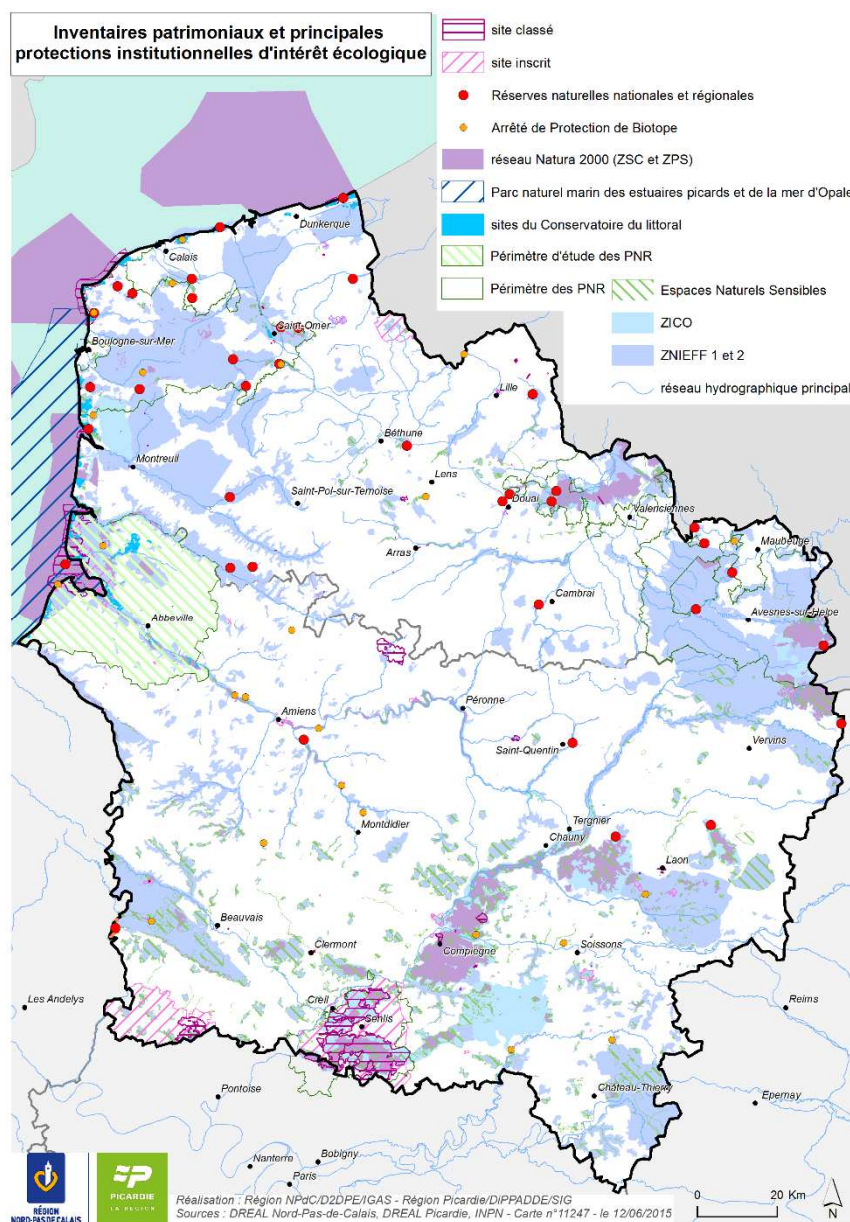 Inventaires patrimoniaux et principales
protections institutionnelles d'intérêt écologique
site classé
site inscrit
Réserves naturelles nationales et régionales
Arrêté de Protection de Biotope
réseau Natura 2000 (ZSC et ZPS)
Parc naturel marin des estuaires picards et de la mer d'Opale
sites du Conservatoire du littoral
Périmètre d'étude des PNR
Périmètre des PNR
Espaces Naturels Sensibles
ZICO
ZNIEFF 1 et 2
réseau hydrographique principal
Dunkerque
Calais
Saint-Omer
Boulogne-sur-Mer
Lille
Béthune
Montreuil
Lens
Saint-Pol-sur-Ternoise
Douai
Valenciennes
Arras
Maubeuge
Cambrai
Avesnes-sur-Helpe
Abbeville
Amiens
Péronne
Saint-Quentin
Vervins
Montdidier
Tergnier
Chauny
Laon
Beauvais
Compiègne
Clermont
Soissons
Les Andelys
Creil
Senlis
Reims
Pontoise
Château-Thierry
Epernay
Nanterre
Bobigny
Paris
RÉGION
NORD-PAS DE CALAIS
PICARDIE
LA RÉGION
Réalisation : Région NPdC/D2DPE/IGAS - Région Picardie/DiPPADDE/SIG
Sources : DREAL Nord-Pas-de-Calais, DREAL Picardie, INPN - Carte n°11247 - le 12/06/2015
0 20 Km
N